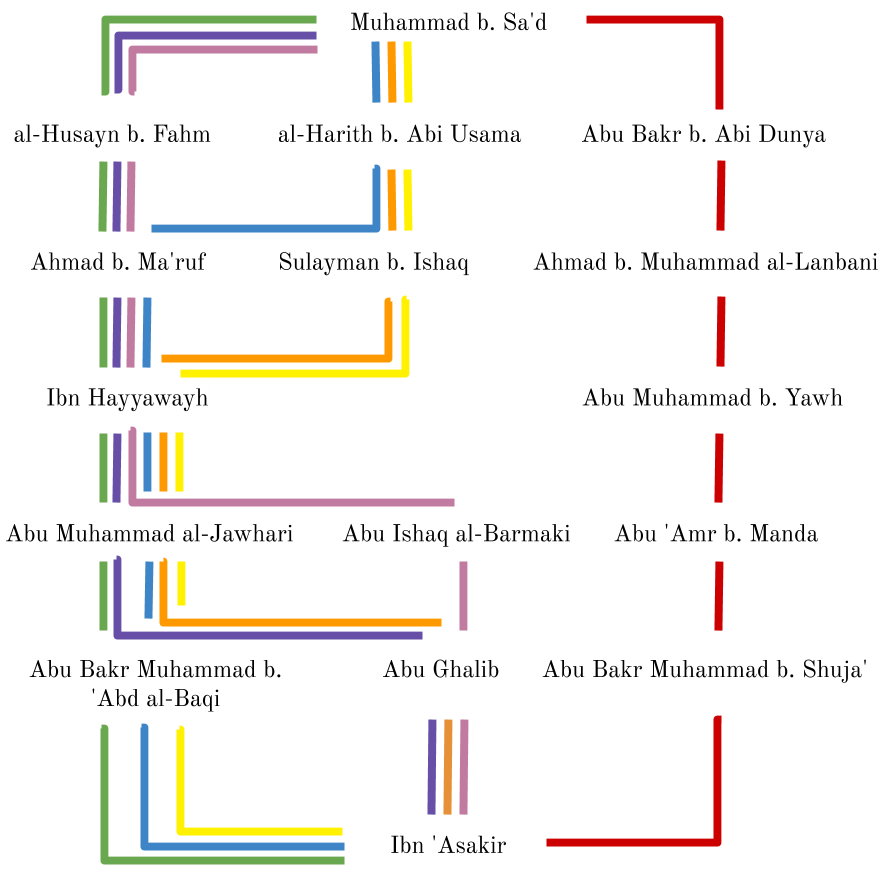 Muhammad b. Sa'd
al-Husayn b. Fahm
al-Harith b. Abi Usama
Abu Bakr b. Abi Dunya
Ahmad b. Ma'ruf
Sulayman b. Ishaq
Ahmad b. Muhammad al-Lanbani
Ibn Hayyawayh
Abu Muhammad b. Yawh
Abu Muhammad al-Jawhari
Abu Ishaq al-Barmaki
Abu 'Amr b. Manda
Abu Bakr Muhammad b.
'Abd al-Baqi
Abu Ghalib
Abu Bakr Muhammad b. Shuja'
Ibn 'Asakir